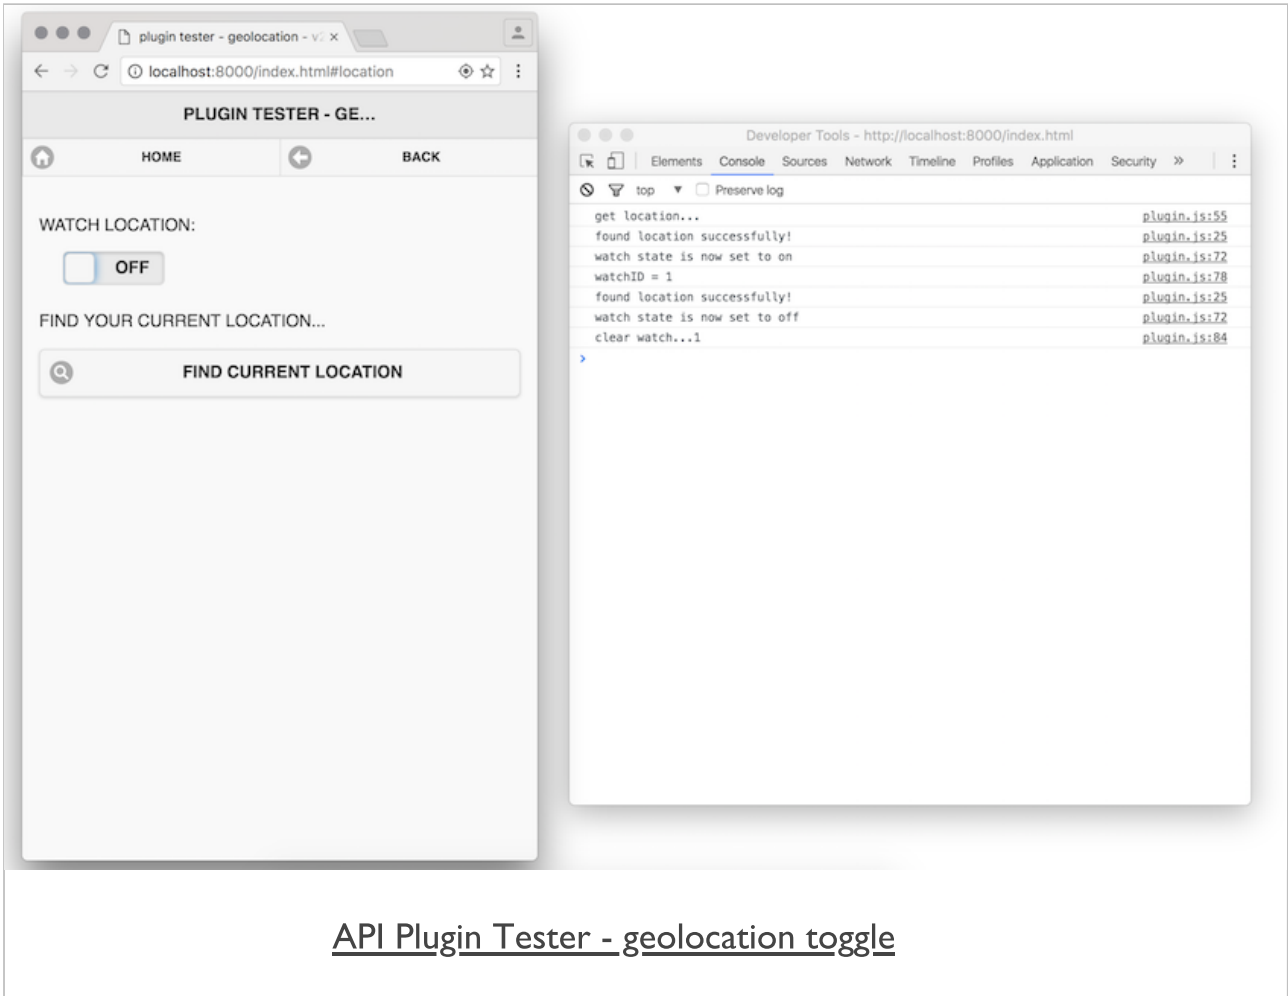 plugin tester - geolocation - v2
localhost:8000/index.html#location
PLUGIN TESTER - GE...
HOME
BACK
WATCH LOCATION:
OFF
FIND YOUR CURRENT LOCATION...
FIND CURRENT LOCATION
Developer Tools - http://localhost:8000/index.html
Elements Console Sources Network Timeline Profiles Application Security »
top Preserve log
get location... plugin.js:55
found location successfully! plugin.js:25
watch state is now set to on plugin.js:72
watchID = 1 plugin.js:78
found location successfully! plugin.js:25
watch state is now set to off plugin.js:72
clear watch...1 plugin.js:84
API Plugin Tester - geolocation toggle